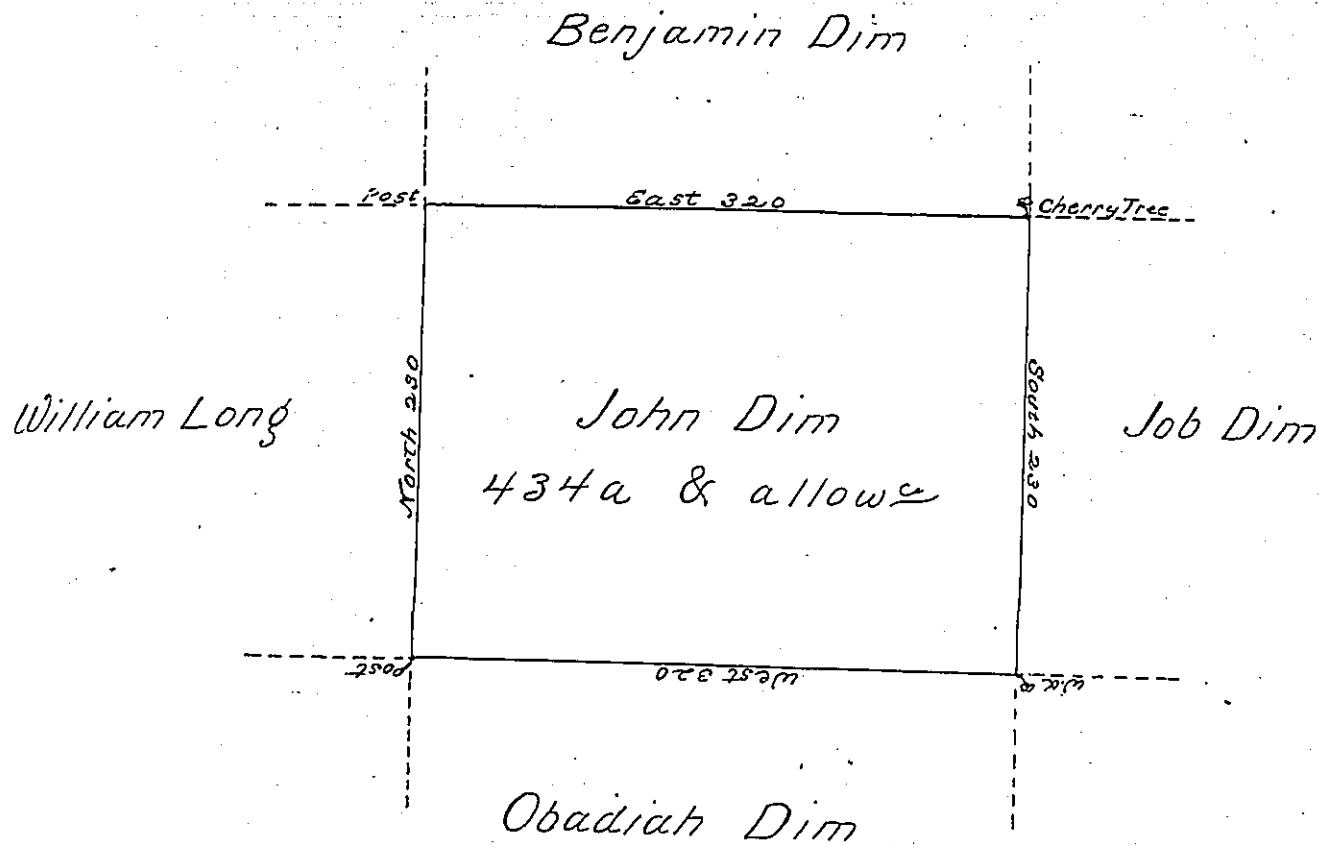 Benjamin Dim
Post
East 320
Cherry Tree
William Long
North 230
John Dim
434a & allowce
South 230
Job Dim
Post
West 320
Obadiah Dim